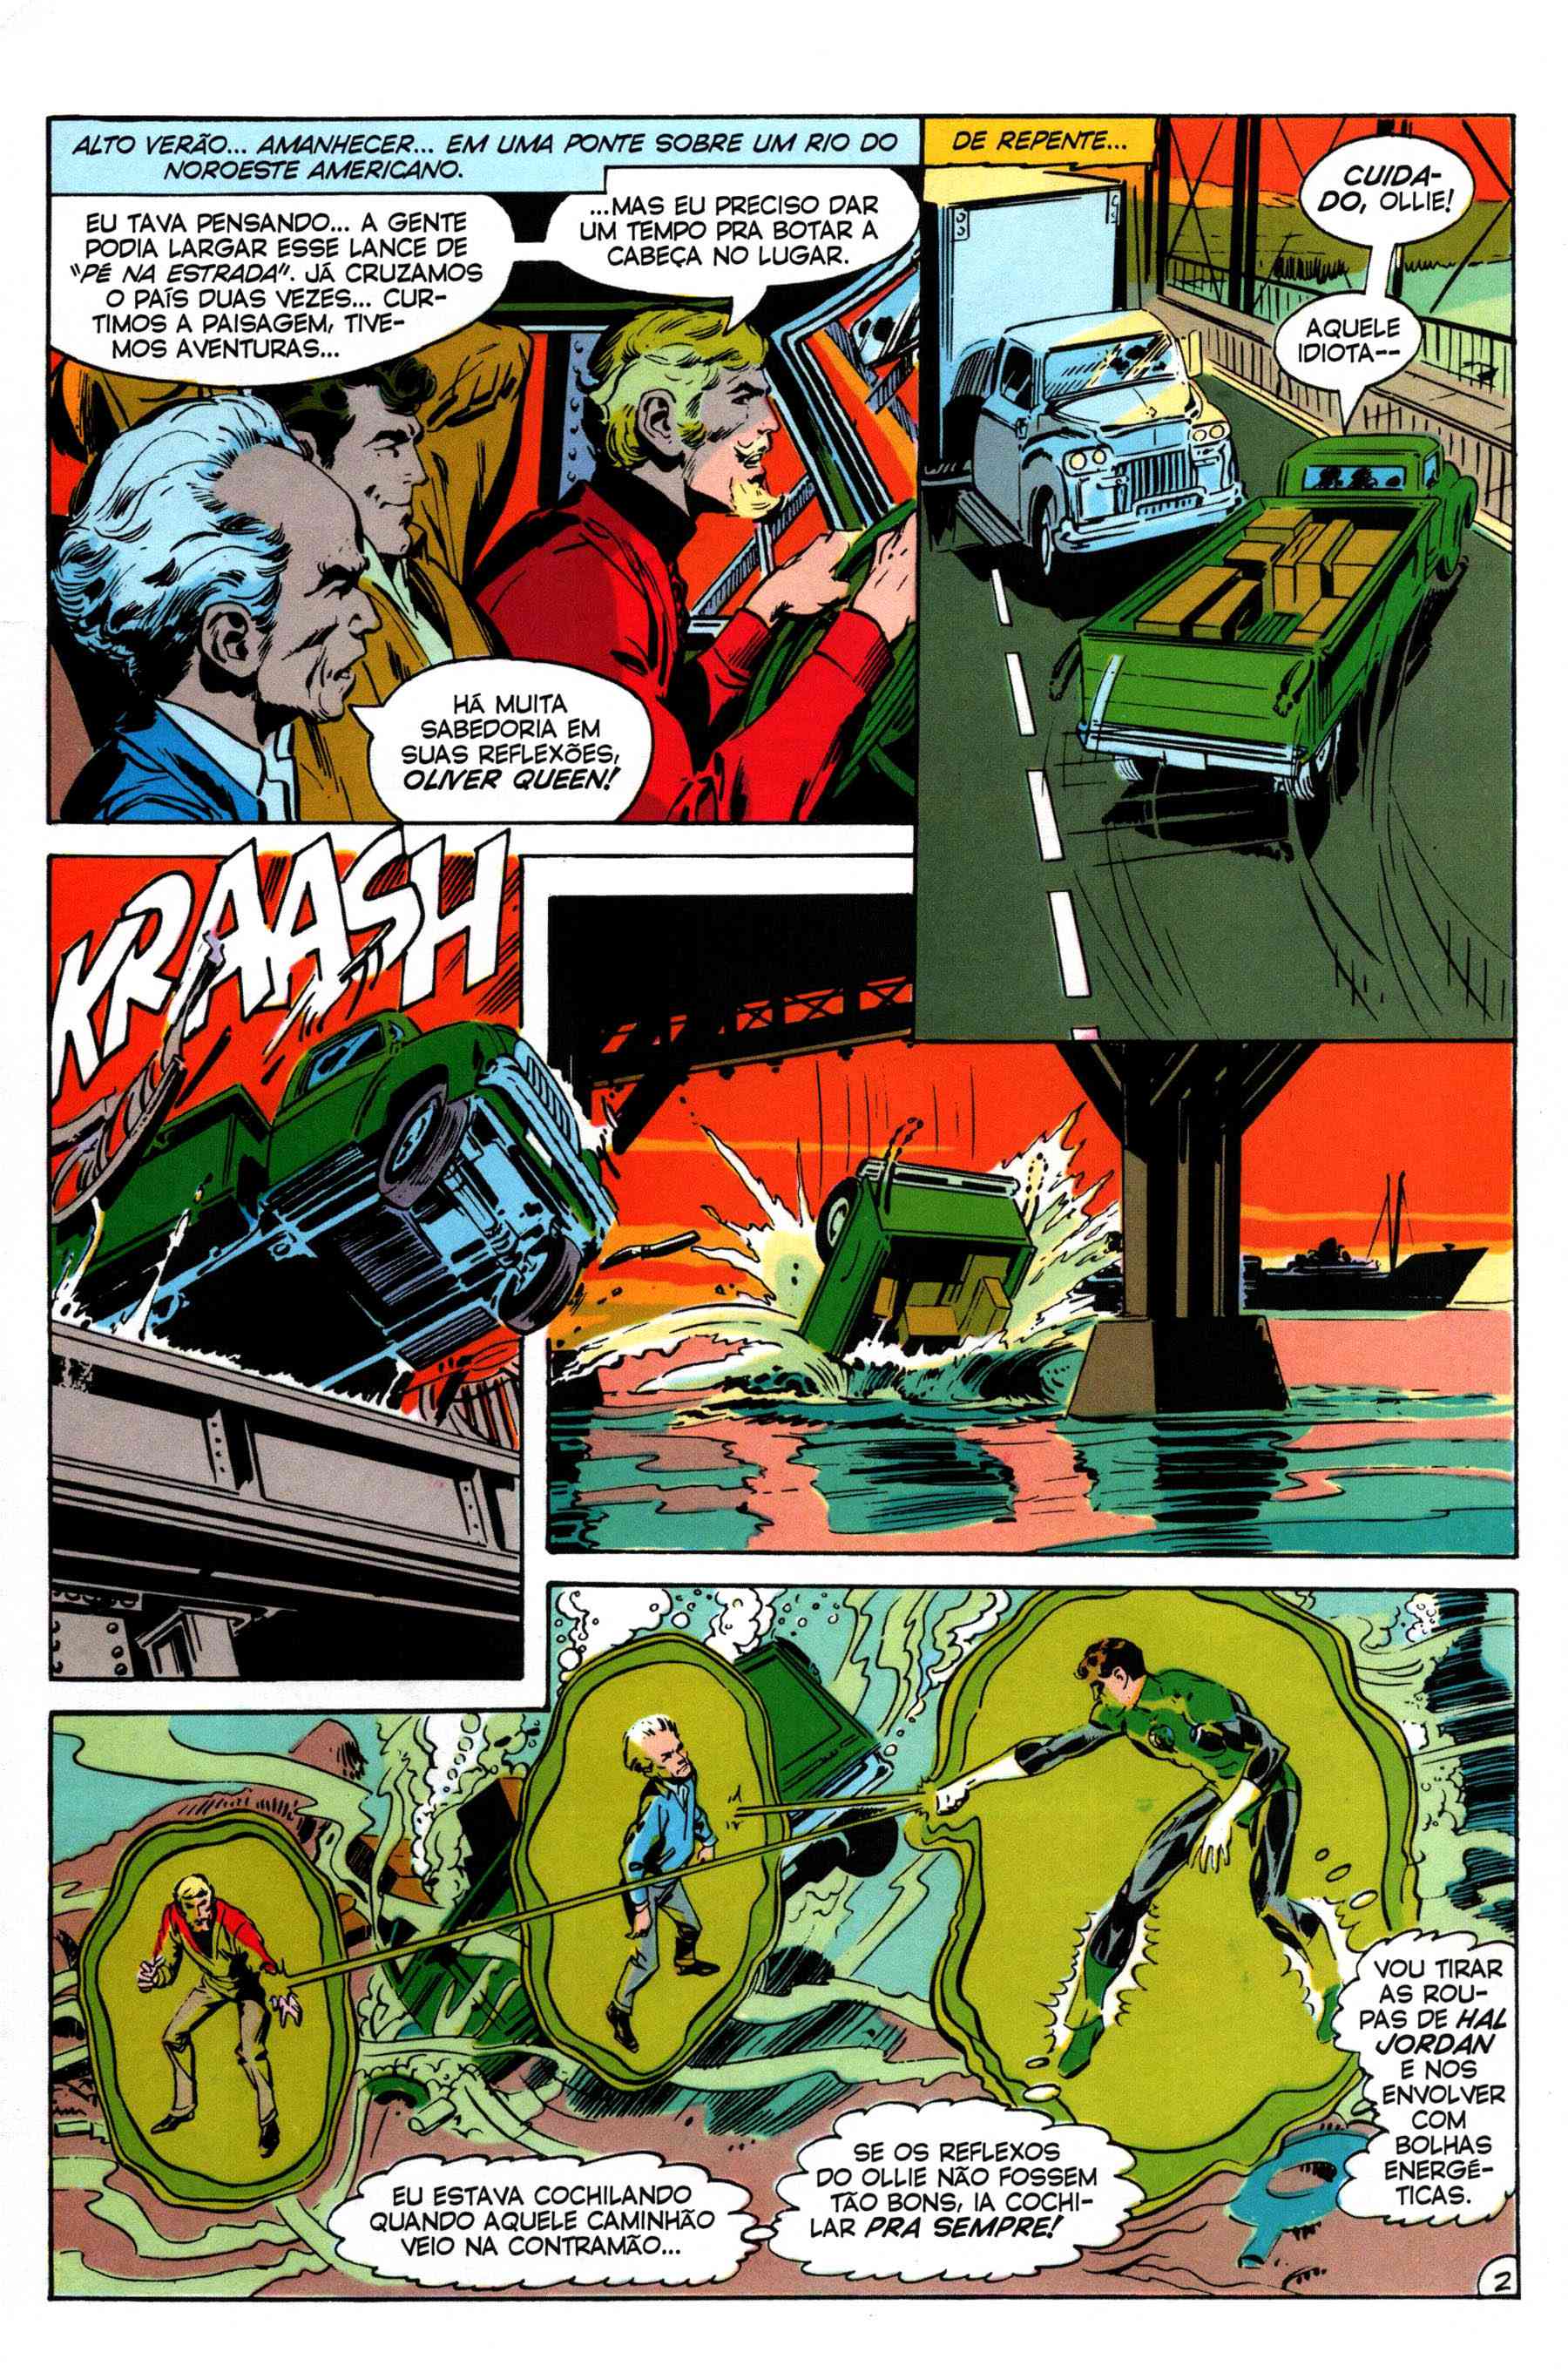 ALTO VERÃO... AMANHECER... EM UMA PONTE SOBRE UM RIO DO
NOROESTE AMERICANO.
EU TAVA PENSANDO... A GENTE
PODIA LARGAR ESSE LANCE DE
"PÉ NA ESTRADA". JÁ CRUZAMOS
O PAÍS DUAS VEZES... CUR-
TIMOS A PAISAGEM, TIVE-
MOS AVENTURAS...
...MAS EU PRECISO DAR
UM TEMPO PRA BOTAR A
CABEÇA NO LUGAR.
HÁ MUITA
SABEDORIA EM
SUAS REFLEXÕES,
OLIVER QUEEN!
DE REPENTE...
CUIDA-
DO, OLLIE!
AQUELE
IDIOTA--
KRAASH
VOU TIRAR
AS ROU-
PAS DE HAL
JORDAN
E NOS
ENVOLVER
COM
BOLHAS
ENERGÉ-
TICAS.
EU ESTAVA COCHILANDO
QUANDO AQUELE CAMINHÃO
VEIO NA CONTRAMÃO...
SE OS REFLEXOS
DO OLLIE NÃO FOSSEM
TÃO BONS, IA COCHI-
LAR PRA SEMPRE!
2